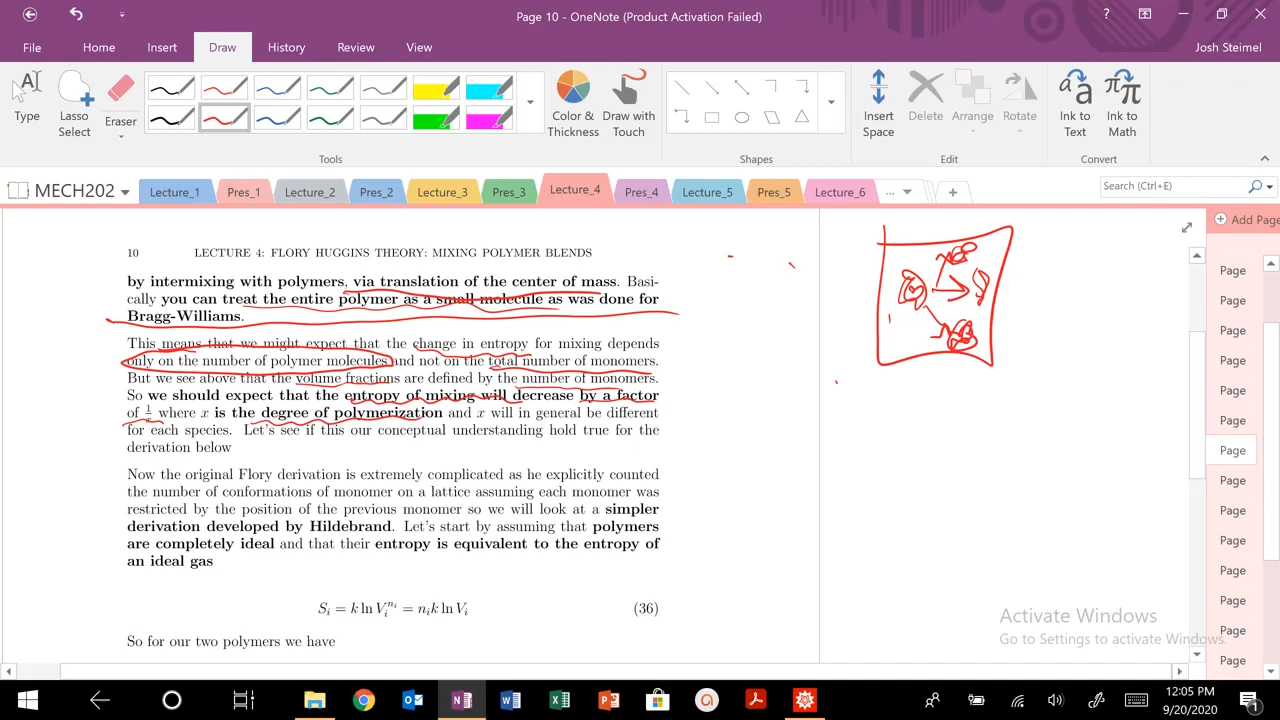 Page 10 - OneNote (Product Activation Failed)
?
File Home Insert Draw History Review View Josh Steimel
Type
Lasso Select
Eraser
Color & Thickness
Draw with Touch
Insert Space
Delete
Arrange
Rotate
Ink to Text
Ink to Math
Tools Shapes Edit Convert
MECH202 Lecture_1 Pres_1 Lecture_2 Pres_2 Lecture_3 Pres_3 Lecture_4 Pres_4 Lecture_5 Pres_5 Lecture_6 ... + Search (Ctrl+E)
Add Page
10 LECTURE 4: FLORY HUGGINS THEORY: MIXING POLYMER BLENDS
by intermixing with polymers, via translation of the center of mass. Basi-
cally you can treat the entire polymer as a small molecule as was done for
Bragg-Williams.
This means that we might expect that the change in entropy for mixing depends
only on the number of polymer molecules and not on the total number of monomers.
But we see above that the volume fractions are defined by the number of monomers.
So we should expect that the entropy of mixing will decrease by a factor
of 1/x where x is the degree of polymerization and x will in general be different
for each species. Let's see if this our conceptual understanding hold true for the
derivation below
Now the original Flory derivation is extremely complicated as he explicitly counted
the number of conformations of monomer on a lattice assuming each monomer was
restricted by the position of the previous monomer so we will look at a simpler
derivation developed by Hildebrand. Let's start by assuming that polymers
are completely ideal and that their entropy is equivalent to the entropy of
an ideal gas
S_i = k ln V_i^{n_i} = n_i k ln V_i (36)
So for our two polymers we have
Page
Page
Page
Page
Page
Page
Page
Page
Page
Page
Page
Page
Page
Page
Activate Windows
Go to Settings to activate Windows.
12:05 PM
9/20/2020
1